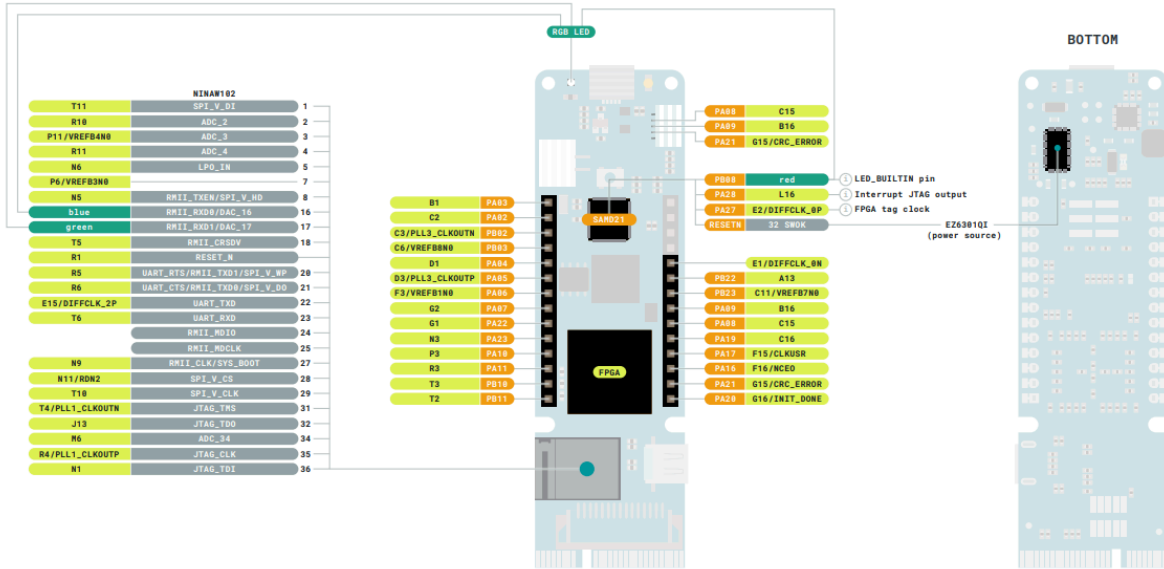 RGB LED
BOTTOM
NINAW102
T11 SPI_V_DI 1
R10 ADC_2 2
P11/VREFB4N0 ADC_3 3
R11 ADC_4 4
N6 LPO_IN 5
P6/VREFB3N0 7
N5 RMII_TXEN/SPI_V_HD 8
blue RMII_RXD0/DAC_16 16
green RMII_RXD1/DAC_17 17
T5 RMII_CRSDV 18
R1 RESET_N
R5 UART_RTS/RMII_TXD1/SPI_V_WP 20
R6 UART_CTS/RMII_TXD0/SPI_V_DO 21
E15/DIFFCLK_2P UART_TXD 22
T6 UART_RXD 23
RMII_MDIO 24
RMII_MDCLK 25
N9 RMII_CLK/SYS_BOOT 27
N11/RDN2 SPI_V_CS 28
T10 SPI_V_CLK 29
T4/PLL1_CLKOUTN JTAG_TMS 31
J13 JTAG_TDO 32
M6 ADC_34 34
R4/PLL1_CLKOUTP JTAG_CLK 35
N1 JTAG_TDI 36
B1 PA03
C2 PA02
C3/PLL3_CLKOUTN PB02
C6/VREFB8N0 PB03
D1 PA04
D3/PLL3_CLKOUTP PA05
F3/VREFB1N0 PA06
G2 PA07
G1 PA22
N3 PA23
P3 PA10
R3 PA11
T3 PB10
T2 PB11
SAMD21
FPGA
PA08 C15
PA09 B16
PA21 G15/CRC_ERROR
PB08 red 1 LED_BUILTIN pin
PA28 L16 1 Interrupt JTAG output
PA27 E2/DIFFCLK_0P 1 FPGA tag clock
RESETN 32 SWOK
EZ6301QI
(power source)
E1/DIFFCLK_0N
PB22 A13
PB23 C11/VREFB7N0
PA09 B16
PA08 C15
PA19 C16
PA17 F15/CLKUSR
PA16 F16/NCEO
PA21 G15/CRC_ERROR
PA20 G16/INIT_DONE